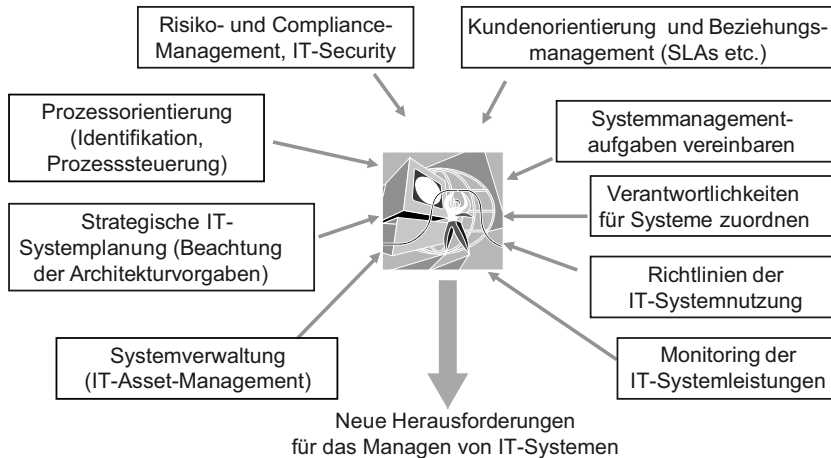 Risiko- und Compliance-
Management, IT-Security
Kundenorientierung und Beziehungs-
management (SLAs etc.)
Prozessorientierung
(Identifikation,
Prozesssteuerung)
Systemmanagement-
aufgaben vereinbaren
Strategische IT-
Systemplanung (Beachtung
der Architekturvorgaben)
Verantwortlichkeiten
für Systeme zuordnen
Richtlinien der
IT-Systemnutzung
Systemverwaltung
(IT-Asset-Management)
Monitoring der
IT-Systemleistungen
Neue Herausforderungen
für das Managen von IT-Systemen